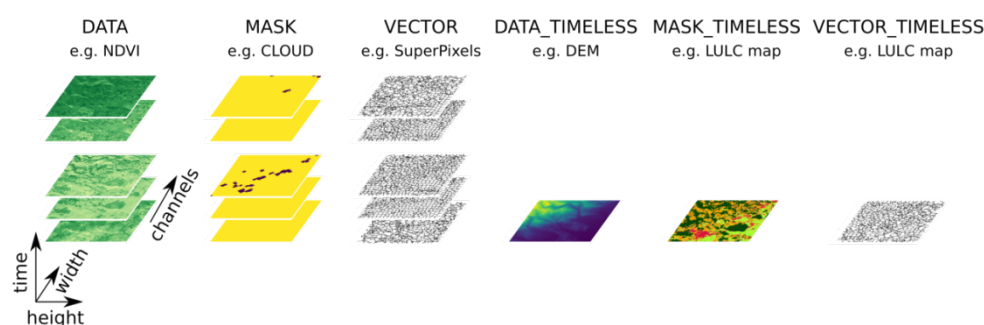 DATA
e.g. NDVI
MASK
e.g. CLOUD
VECTOR
e.g. SuperPixels
DATA_TIMELESS
e.g. DEM
MASK_TIMELESS
e.g. LULC map
VECTOR_TIMELESS
e.g. LULC map
channels
time
width
height